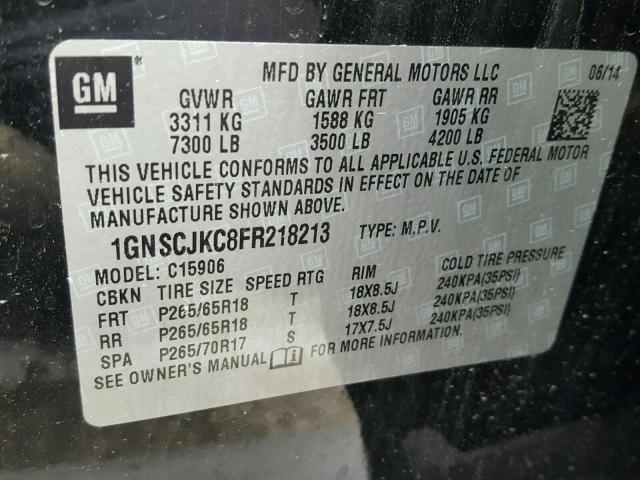 GM
MFD BY GENERAL MOTORS LLC 06/14
GVWR GAWR FRT GAWR RR
3311 KG 1588 KG 1905 KG
7300 LB 3500 LB 4200 LB
THIS VEHICLE CONFORMS TO ALL APPLICABLE U.S. FEDERAL MOTOR
VEHICLE SAFETY STANDARDS IN EFFECT ON THE DATE OF
MANUFACTURE SHOWN ABOVE.
1GNSCJKC8FR218213 TYPE: M.P.V.
MODEL: C15906
CBKN TIRE SIZE SPEED RTG RIM COLD TIRE PRESSURE
FRT P265/65R18 T 18X8.5J 240KPA(35PSI)
RR P265/65R18 T 18X8.5J 240KPA(35PSI)
SPA P265/70R17 S 17X7.5J 240KPA(35PSI)
SEE OWNER'S MANUAL FOR MORE INFORMATION.